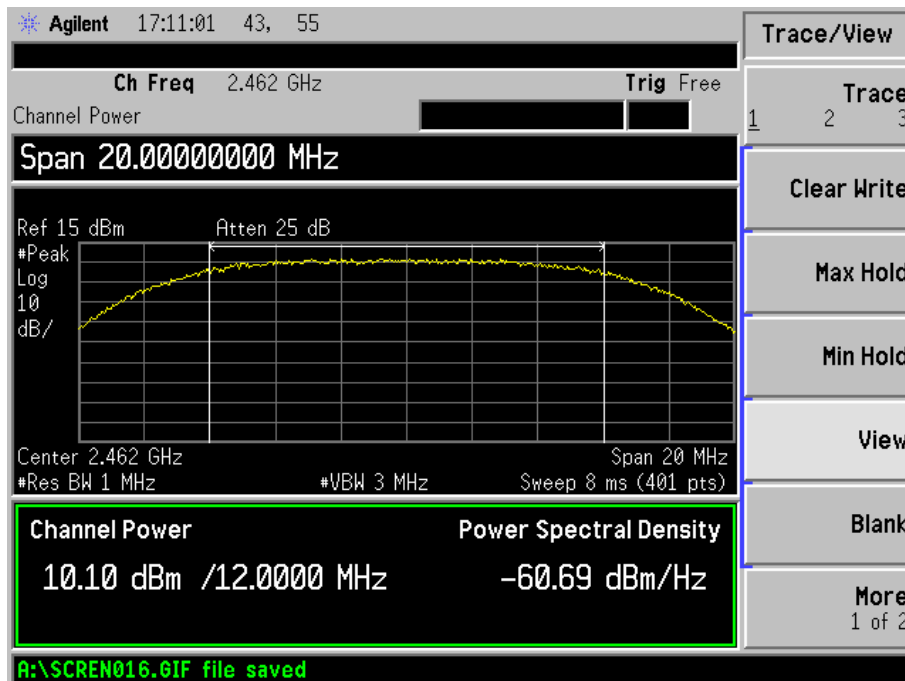 Agilent 17:11:01 43, 55
Trace/View
Ch Freq 2.462 GHz Trig Free
Channel Power
Trace
1 2 3
Span 20.00000000 MHz
Clear Write
Ref 15 dBm Atten 25 dB
#Peak
Log
10
dB/
Max Hold
Min Hold
View
Center 2.462 GHz Span 20 MHz
#Res BW 1 MHz #VBW 3 MHz Sweep 8 ms (401 pts)
Channel Power Power Spectral Density
Blank
10.10 dBm /12.0000 MHz -60.69 dBm/Hz
More
1 of 2
A:\SCREN016.GIF file saved